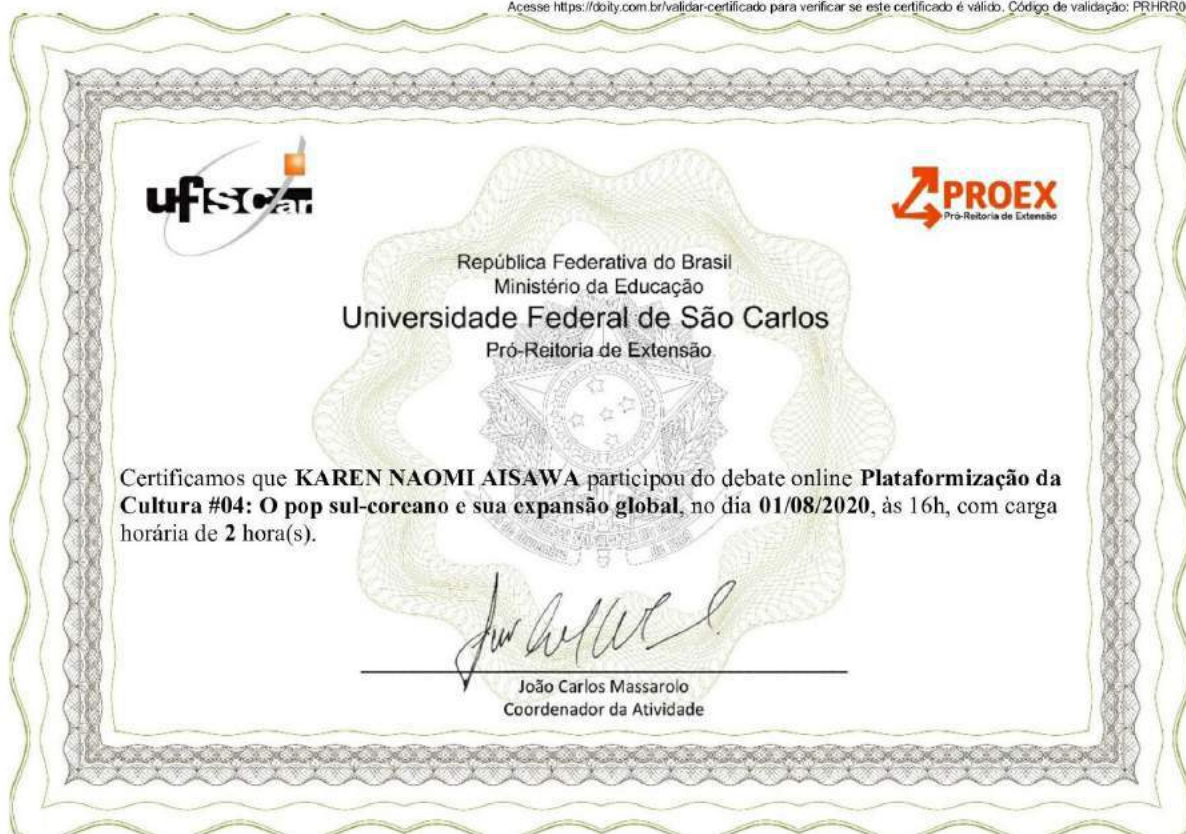 Acesse https://doity.com.br/validar-certificado para verificar se este certificado é válido. Código de validação: PRHRR0
ufscar
PROEX
Pró-Reitoria de Extensão
República Federativa do Brasil
Ministério da Educação
Universidade Federal de São Carlos
Pró-Reitoria de Extensão
Certificamos que KAREN NAOMI AISAWA participou do debate online Plataformização da
Cultura #04: O pop sul-coreano e sua expansão global, no dia 01/08/2020, às 16h, com carga
horária de 2 hora(s).
João Carlos Massarolo
Coordenador da Atividade